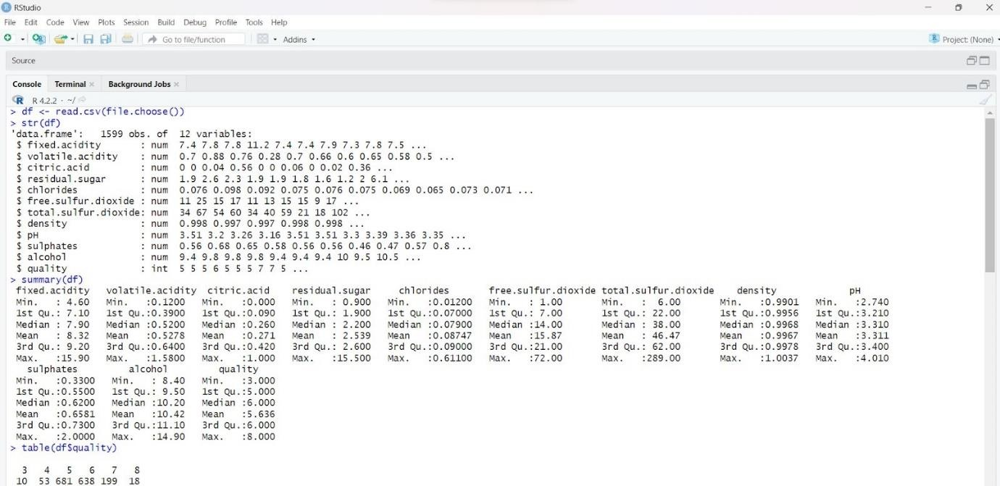 RStudio
File Edit Code View Plots Session Build Debug Profile Tools Help
Go to file/function Addins Project: (None)
Source
Console Terminal Background Jobs
R 4.2.2 · ~/
> df <- read.csv(file.choose())
> str(df)
'data.frame':   1599 obs. of  12 variables:
 $ fixed.acidity       : num  7.4 7.8 7.8 11.2 7.4 7.4 7.9 7.3 7.8 7.5 ...
 $ volatile.acidity    : num  0.7 0.88 0.76 0.28 0.7 0.66 0.6 0.65 0.58 0.5 ...
 $ citric.acid         : num  0 0 0.04 0.56 0 0 0.06 0 0.02 0.36 ...
 $ residual.sugar      : num  1.9 2.6 2.3 1.9 1.9 1.8 1.6 1.2 2 6.1 ...
 $ chlorides           : num  0.076 0.098 0.092 0.075 0.076 0.075 0.069 0.065 0.073 0.071 ...
 $ free.sulfur.dioxide : num  11 25 15 17 11 13 15 15 9 17 ...
 $ total.sulfur.dioxide: num  34 67 54 60 34 40 59 21 18 102 ...
 $ density             : num  0.998 0.997 0.997 0.998 0.998 ...
 $ pH                  : num  3.51 3.2 3.26 3.16 3.51 3.51 3.3 3.39 3.36 3.35 ...
 $ sulphates           : num  0.56 0.68 0.65 0.58 0.56 0.56 0.46 0.47 0.57 0.8 ...
 $ alcohol             : num  9.4 9.8 9.8 9.8 9.4 9.4 9.4 10 9.5 10.5 ...
 $ quality             : int  5 5 5 6 5 5 5 7 7 5 ...
> summary(df)
 fixed.acidity   volatile.acidity  citric.acid    residual.sugar     chlorides       free.sulfur.dioxide total.sulfur.dioxide    density             pH
 Min.   : 4.60   Min.   :0.1200   Min.   :0.000   Min.   : 0.900   Min.   :0.01200   Min.   : 1.00       Min.   :  6.00       Min.   :0.9901   Min.   :2.740
 1st Qu.: 7.10   1st Qu.:0.3900   1st Qu.:0.090   1st Qu.: 1.900   1st Qu.:0.07000   1st Qu.: 7.00       1st Qu.: 22.00       1st Qu.:0.9956   1st Qu.:3.210
 Median : 7.90   Median :0.5200   Median :0.260   Median : 2.200   Median :0.07900   Median :14.00       Median : 38.00       Median :0.9968   Median :3.310
 Mean   : 8.32   Mean   :0.5278   Mean   :0.271   Mean   : 2.539   Mean   :0.08747   Mean   :15.87       Mean   : 46.47       Mean   :0.9967   Mean   :3.311
 3rd Qu.: 9.20   3rd Qu.:0.6400   3rd Qu.:0.420   3rd Qu.: 2.600   3rd Qu.:0.09000   3rd Qu.:21.00       3rd Qu.: 62.00       3rd Qu.:0.9978   3rd Qu.:3.400
 Max.   :15.90   Max.   :1.5800   Max.   :1.000   Max.   :15.500   Max.   :0.61100   Max.   :72.00       Max.   :289.00       Max.   :1.0037   Max.   :4.010
   sulphates         alcohol         quality
 Min.   :0.3300   Min.   : 8.40   Min.   :3.000
 1st Qu.:0.5500   1st Qu.: 9.50   1st Qu.:5.000
 Median :0.6200   Median :10.20   Median :6.000
 Mean   :0.6581   Mean   :10.42   Mean   :5.636
 3rd Qu.:0.7300   3rd Qu.:11.10   3rd Qu.:6.000
 Max.   :2.0000   Max.   :14.90   Max.   :8.000
> table(df$quality)
  3   4   5   6   7   8
 10  53 681 638 199  18